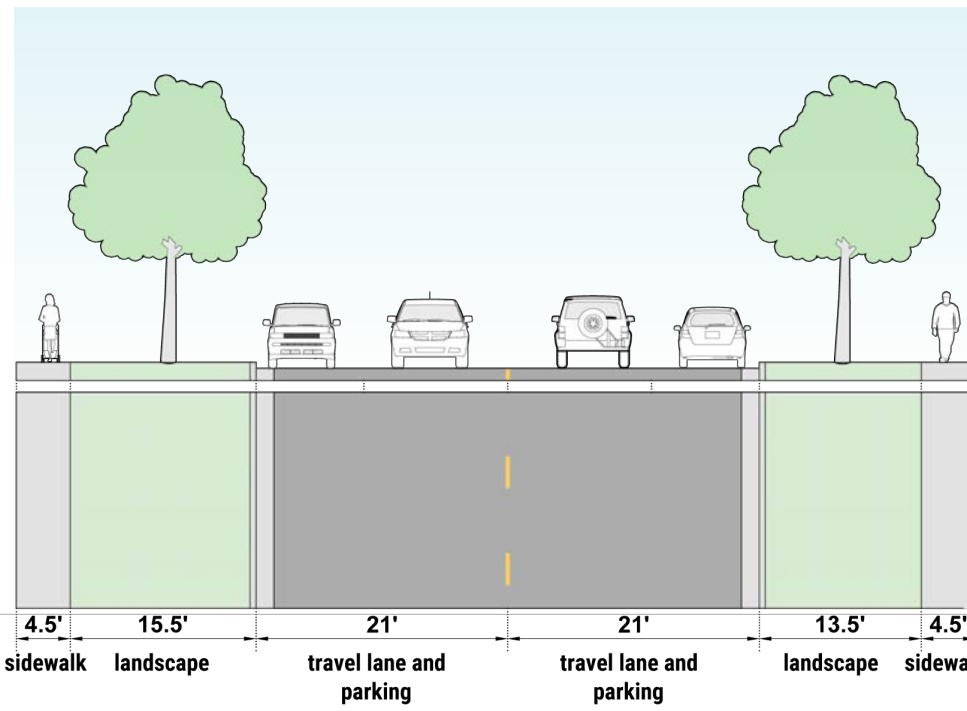 4.5' 15.5' 21' 21' 13.5' 4.5'
sidewalk landscape travel lane and travel lane and landscape sidewa
parking parking